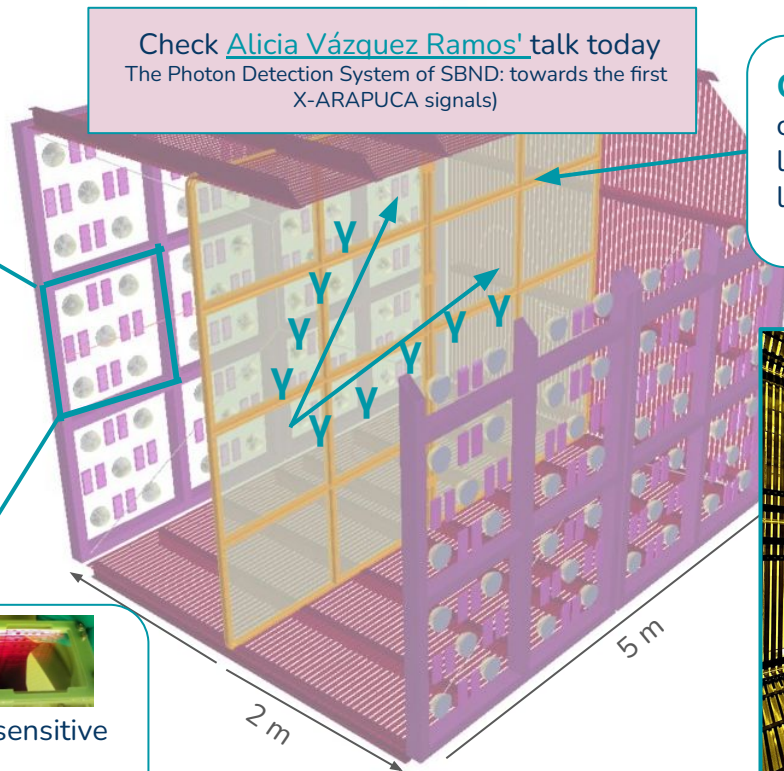 Check Alicia Vázquez Ramos' talk today
The Photon Detection System of SBND: towards the first
X-ARAPUCA signals)
γ
γ
γ
γ
γ
γ
γ
γ
γ
sensitive
2 m
5 m